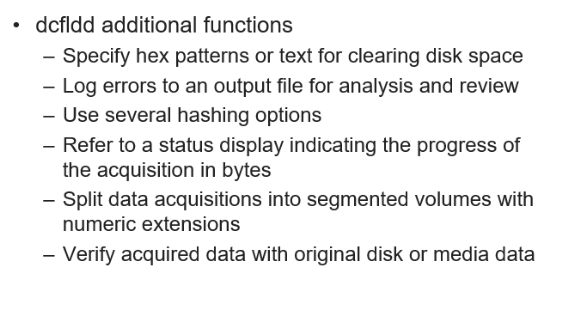 • dcfldd additional functions
– Specify hex patterns or text for clearing disk space
– Log errors to an output file for analysis and review
– Use several hashing options
– Refer to a status display indicating the progress of
the acquisition in bytes
– Split data acquisitions into segmented volumes with
numeric extensions
– Verify acquired data with original disk or media data